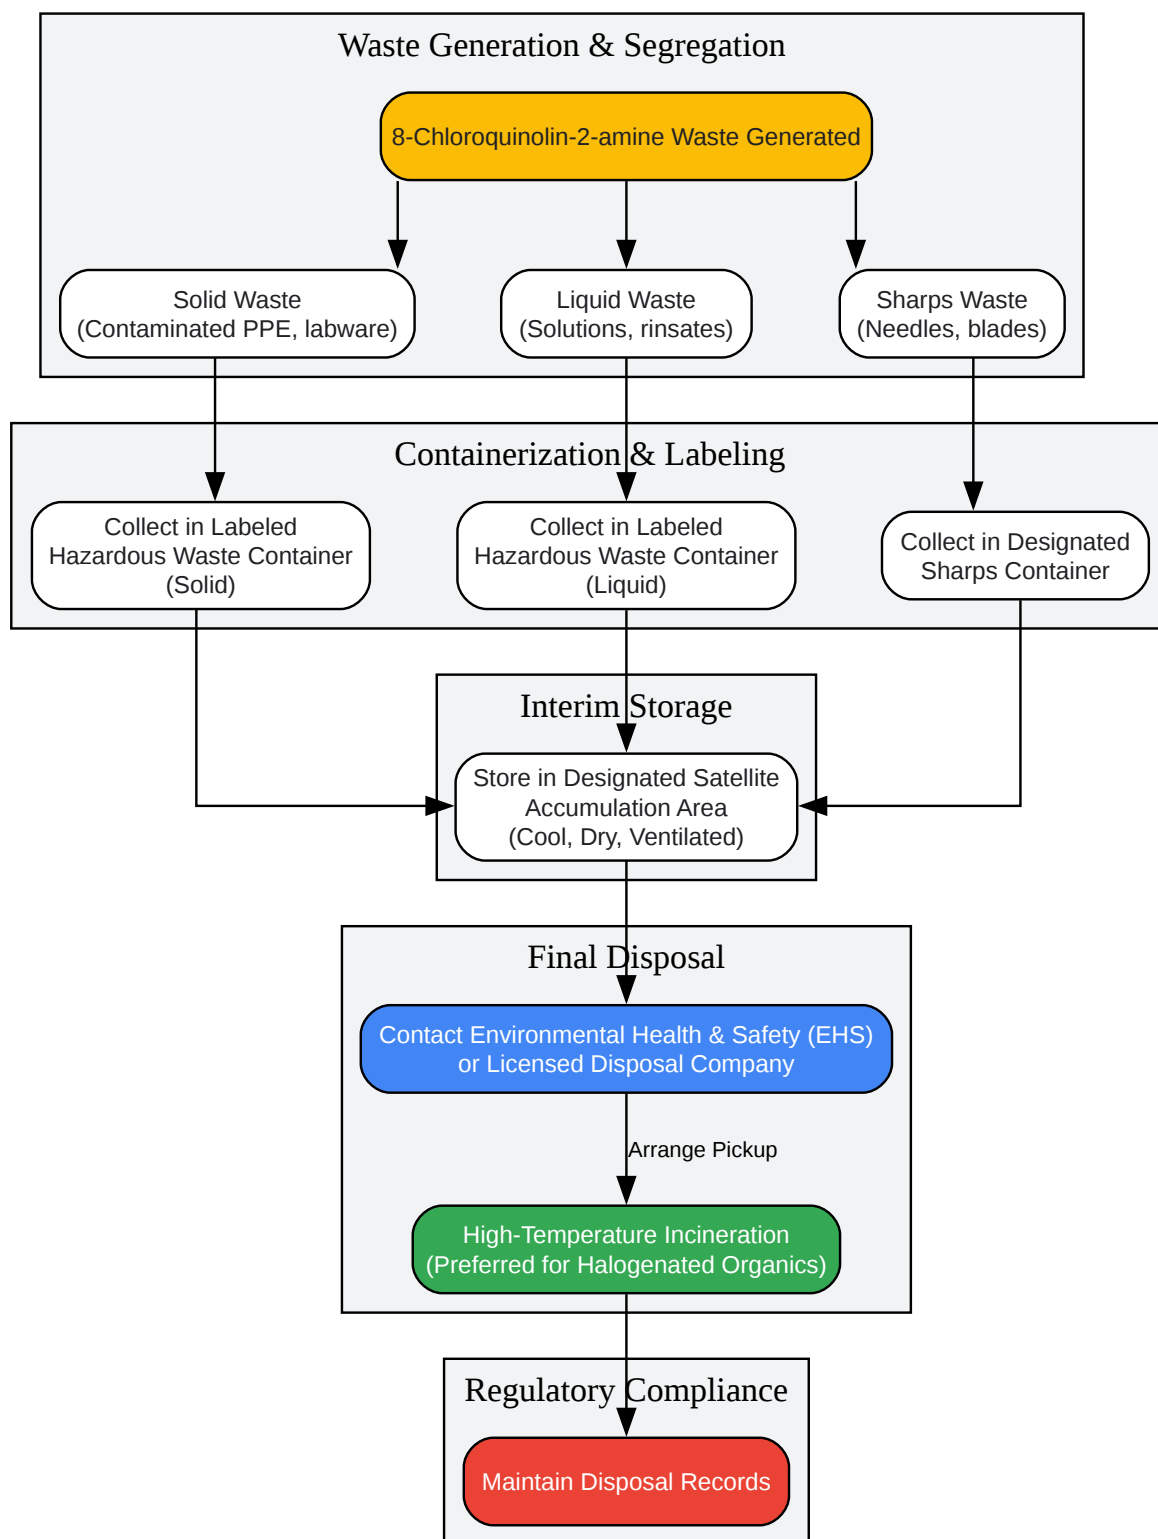 Waste Generation & Segregation
8-Chloroquinolin-2-amine Waste Generated
Solid Waste
(Contaminated PPE, labware)
Liquid Waste
(Solutions, rinsates)
Sharps Waste
(Needles, blades)
Containerization & Labeling
Collect in Labeled
Hazardous Waste Container
(Solid)
Collect in Labeled
Hazardous Waste Container
(Liquid)
Collect in Designated
Sharps Container
Interim Storage
Store in Designated Satellite
Accumulation Area
(Cool, Dry, Ventilated)
Final Disposal
Contact Environmental Health & Safety (EHS)
or Licensed Disposal Company
Arrange Pickup
High-Temperature Incineration
(Preferred for Halogenated Organics)
Regulatory Compliance
Maintain Disposal Records